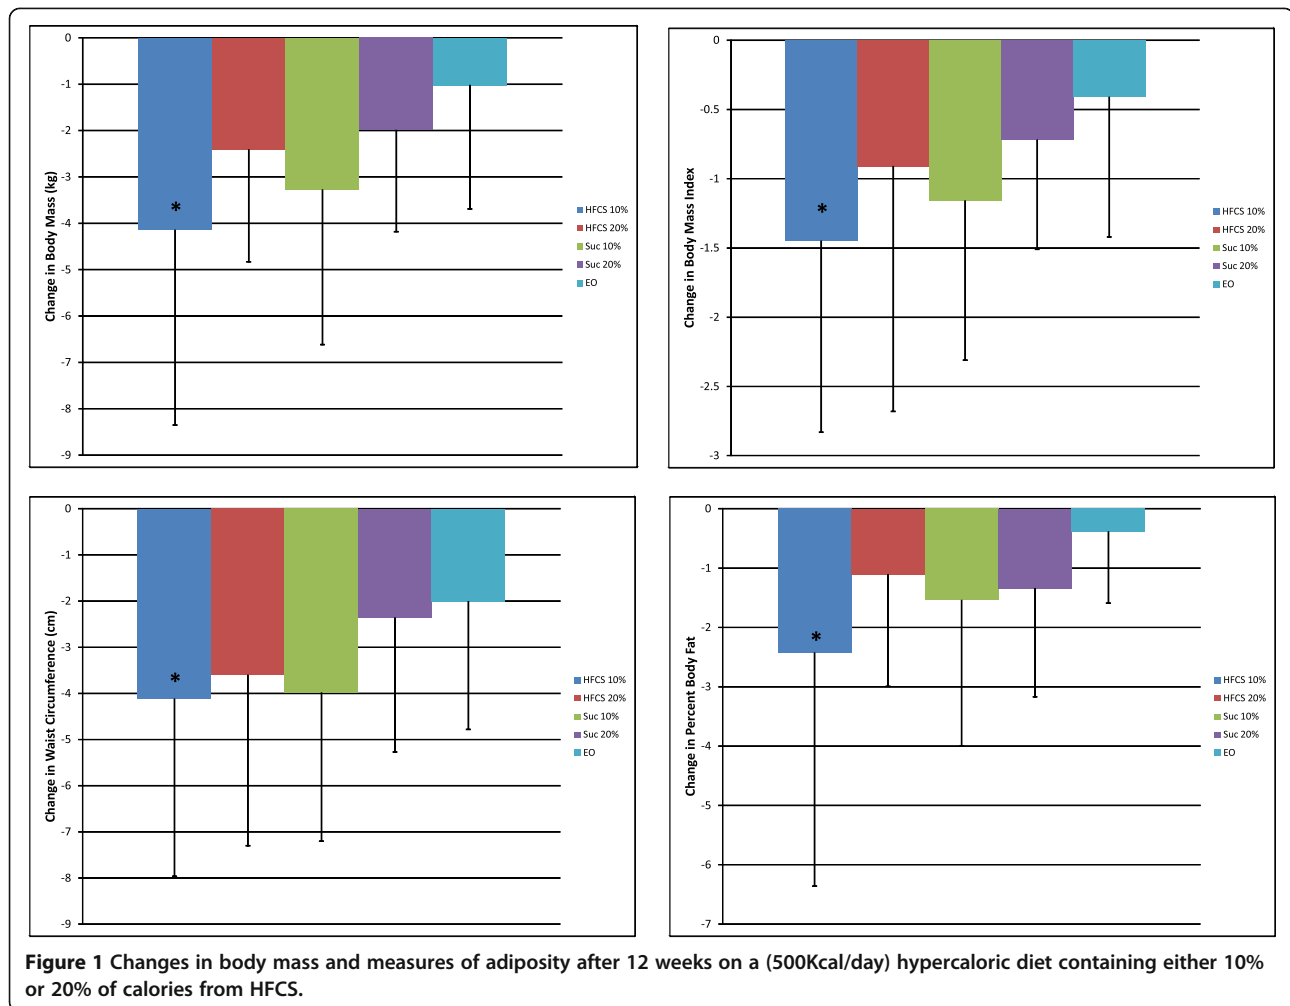 0
-1
-2
-3
-4
-5
-6
-7
-8
-9
Change in Body Mass (kg)
*
HFCS 10%
HFCS 20%
Suc 10%
Suc 20%
EO
0
-0.5
-1
-1.5
-2
-2.5
-3
Change in Body Mass Index
*
HFCS 10%
HFCS 20%
Suc 10%
Suc 20%
EO
0
-1
-2
-3
-4
-5
-6
-7
-8
-9
Change in Waist Circumference (cm)
*
HFCS 10%
HFCS 20%
Suc 10%
Suc 20%
EO
0
-1
-2
-3
-4
-5
-6
-7
Change in Percent Body Fat
*
HFCS 10%
HFCS 20%
Suc 10%
Suc 20%
EO
Figure 1 Changes in body mass and measures of adiposity after 12 weeks on a (500Kcal/day) hypercaloric diet containing either 10%
or 20% of calories from HFCS.